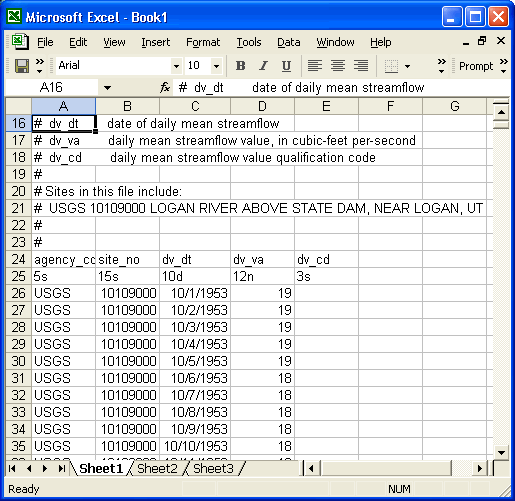 Microsoft Excel - Book1
File Edit View Insert Format Tools Data Window Help
Arial 10 B I U Prompt
A16 fx # dv_dt date of daily mean streamflow
A B C D E F G
16 # dv_dt date of daily mean streamflow
17 # dv_va daily mean streamflow value, in cubic-feet per-second
18 # dv_cd daily mean streamflow value qualification code
19 #
20 # Sites in this file include:
21 # USGS 10109000 LOGAN RIVER ABOVE STATE DAM, NEAR LOGAN, UT
22 #
23 #
24 agency_cd site_no dv_dt dv_va dv_cd
25 5s 15s 10d 12n 3s
26 USGS 10109000 10/1/1953 19
27 USGS 10109000 10/2/1953 19
28 USGS 10109000 10/3/1953 19
29 USGS 10109000 10/4/1953 19
30 USGS 10109000 10/5/1953 19
31 USGS 10109000 10/6/1953 18
32 USGS 10109000 10/7/1953 18
33 USGS 10109000 10/8/1953 18
34 USGS 10109000 10/9/1953 18
35 USGS 10109000 10/10/1953 18
Sheet1 Sheet2 Sheet3
Ready NUM